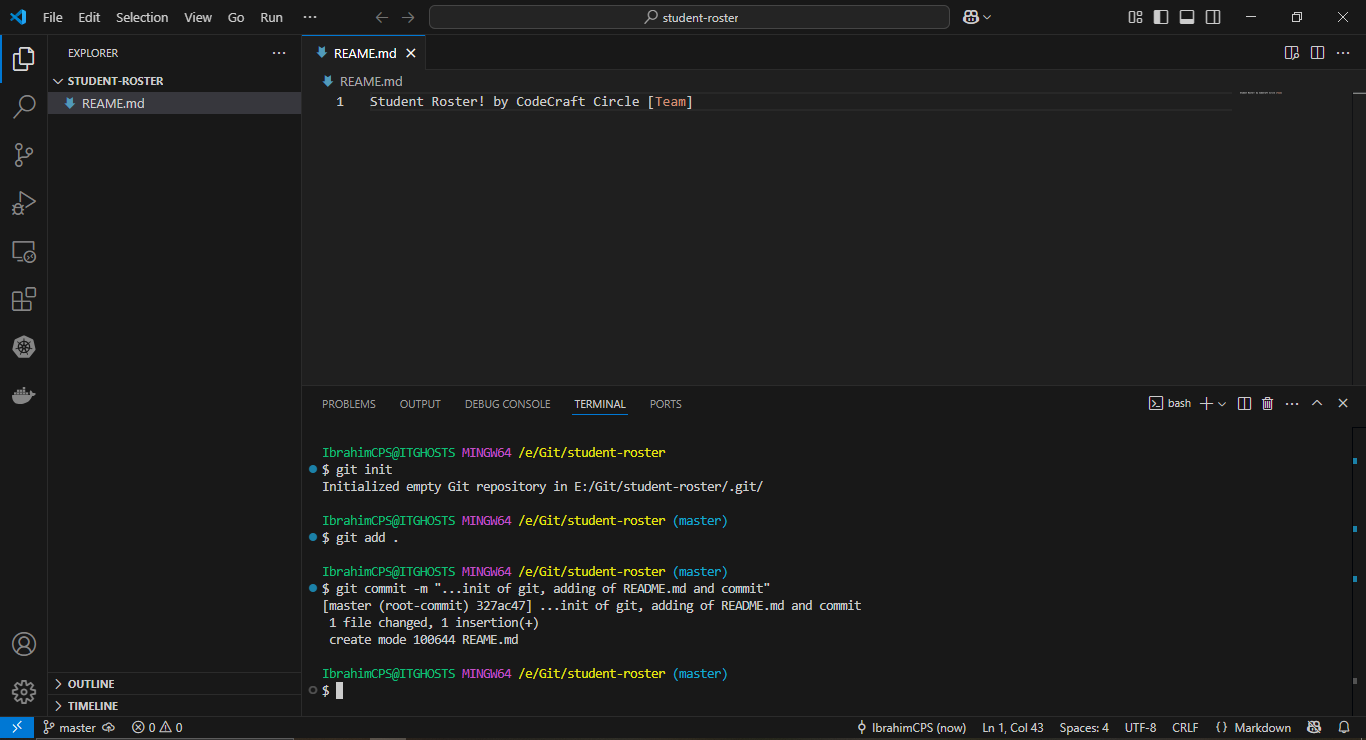 File Edit Selection View Go Run ···
student-roster
EXPLORER ···
STUDENT-ROSTER
REAME.md
REAME.md
REAME.md
1 Student Roster! by CodeCraft Circle [Team]
PROBLEMS OUTPUT DEBUG CONSOLE TERMINAL PORTS
bash
IbrahimCPS@ITGHOSTS MINGW64 /e/Git/student-roster
$ git init
Initialized empty Git repository in E:/Git/student-roster/.git/
IbrahimCPS@ITGHOSTS MINGW64 /e/Git/student-roster (master)
$ git add .
IbrahimCPS@ITGHOSTS MINGW64 /e/Git/student-roster (master)
$ git commit -m "...init of git, adding of README.md and commit"
[master (root-commit) 327ac47] ...init of git, adding of README.md and commit
1 file changed, 1 insertion(+)
create mode 100644 REAME.md
IbrahimCPS@ITGHOSTS MINGW64 /e/Git/student-roster (master)
$
OUTLINE
TIMELINE
master 0 0 IbrahimCPS (now) Ln 1, Col 43 Spaces: 4 UTF-8 CRLF {} Markdown